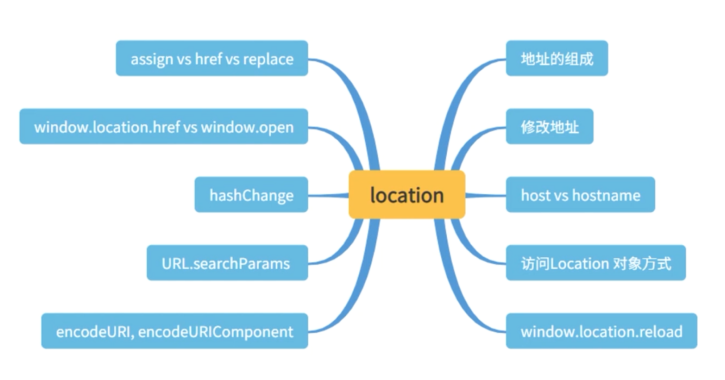 assign vs href vs replace
window.location.href vs window.open
hashChange
URL.searchParams
encodeURI, encodeURIComponent
location
地址的组成
修改地址
host vs hostname
访问Location 对象方式
window.location.reload